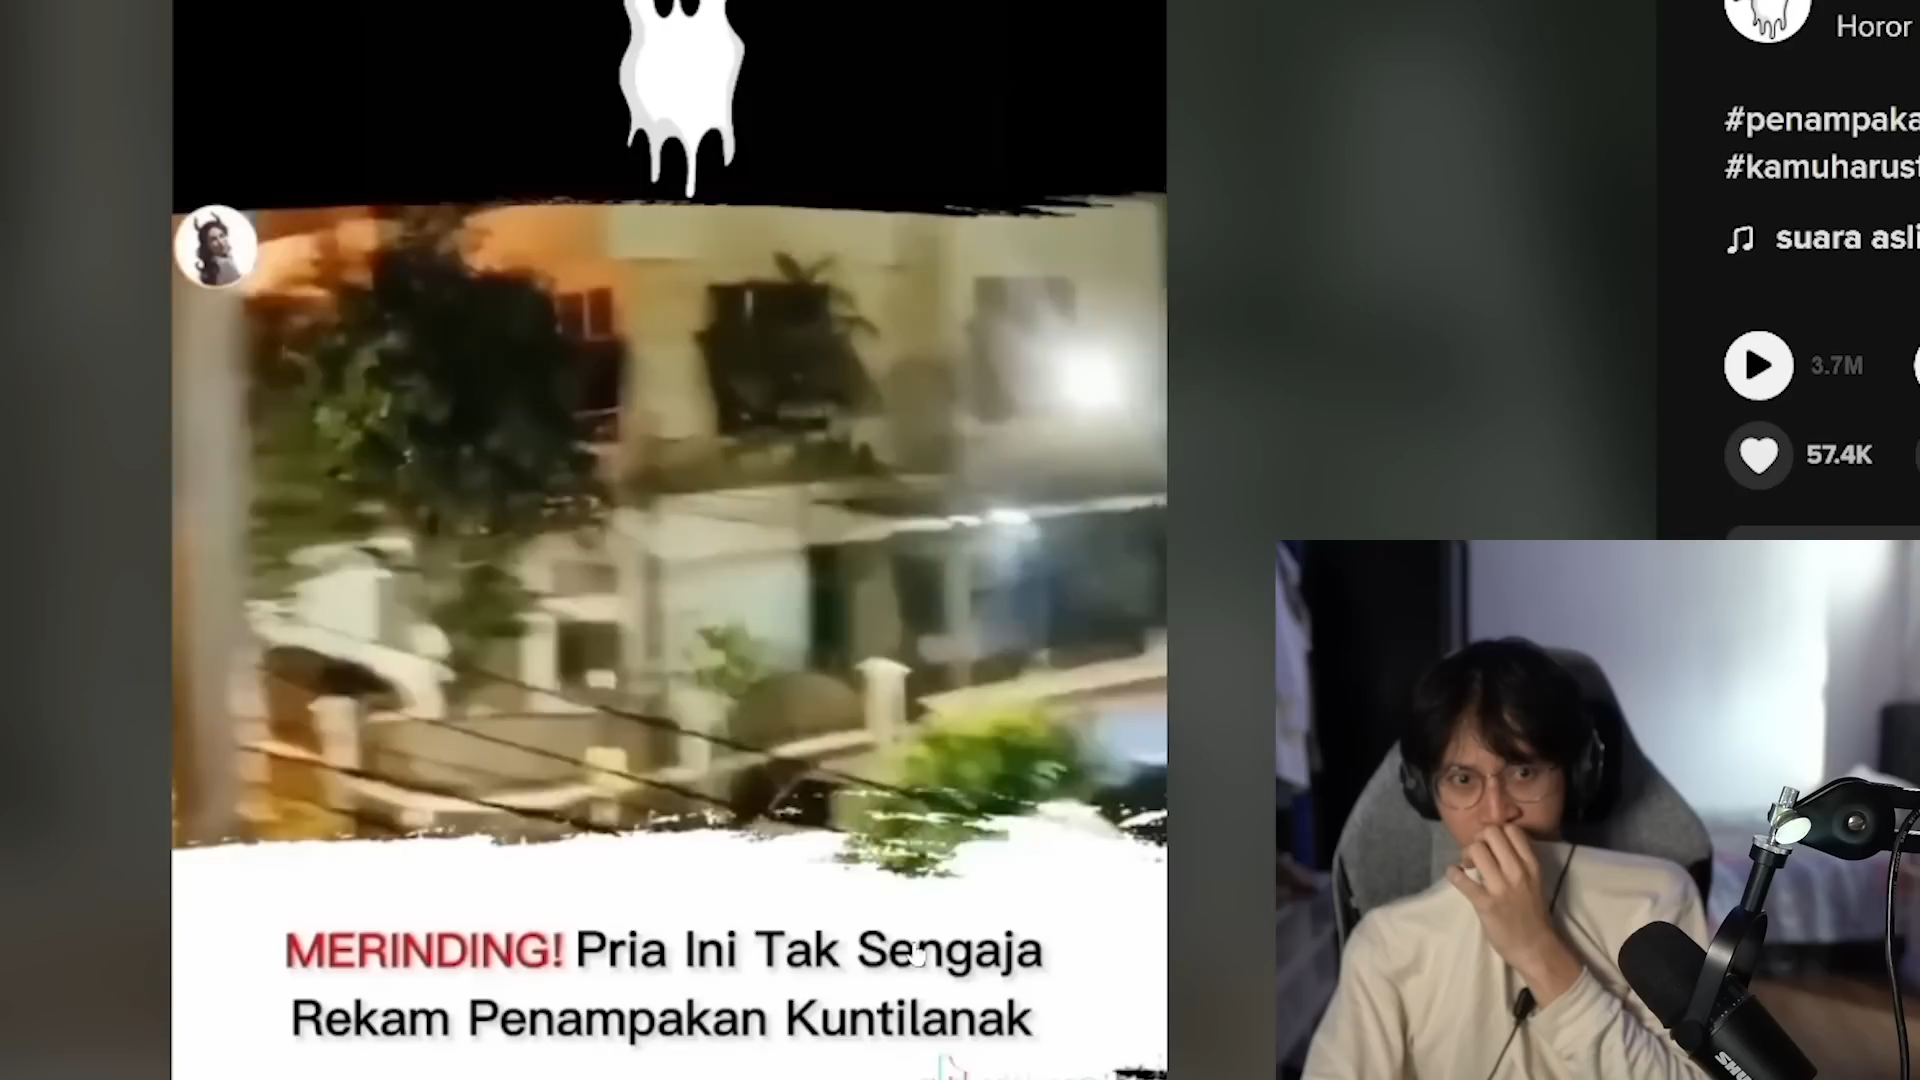 Horor
#penampaka
#kamuharust
suara asli
3.7M
57.4K
MERINDING! Pria Ini Tak Sengaja
Rekam Penampakan Kuntilanak